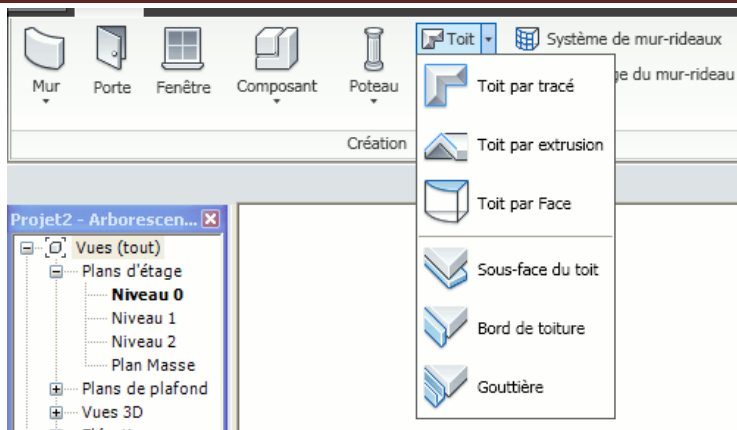 Mur
Porte
Fenêtre
Composant
Poteau
Toit
Système de mur-rideaux
ge du mur-rideau
Création
Toit par tracé
Toit par extrusion
Toit par Face
Sous-face du toit
Bord de toiture
Gouttière
Projet2 - Arborescen...
Vues (tout)
Plans d'étage
Niveau 0
Niveau 1
Niveau 2
Plan Masse
Plans de plafond
Vues 3D